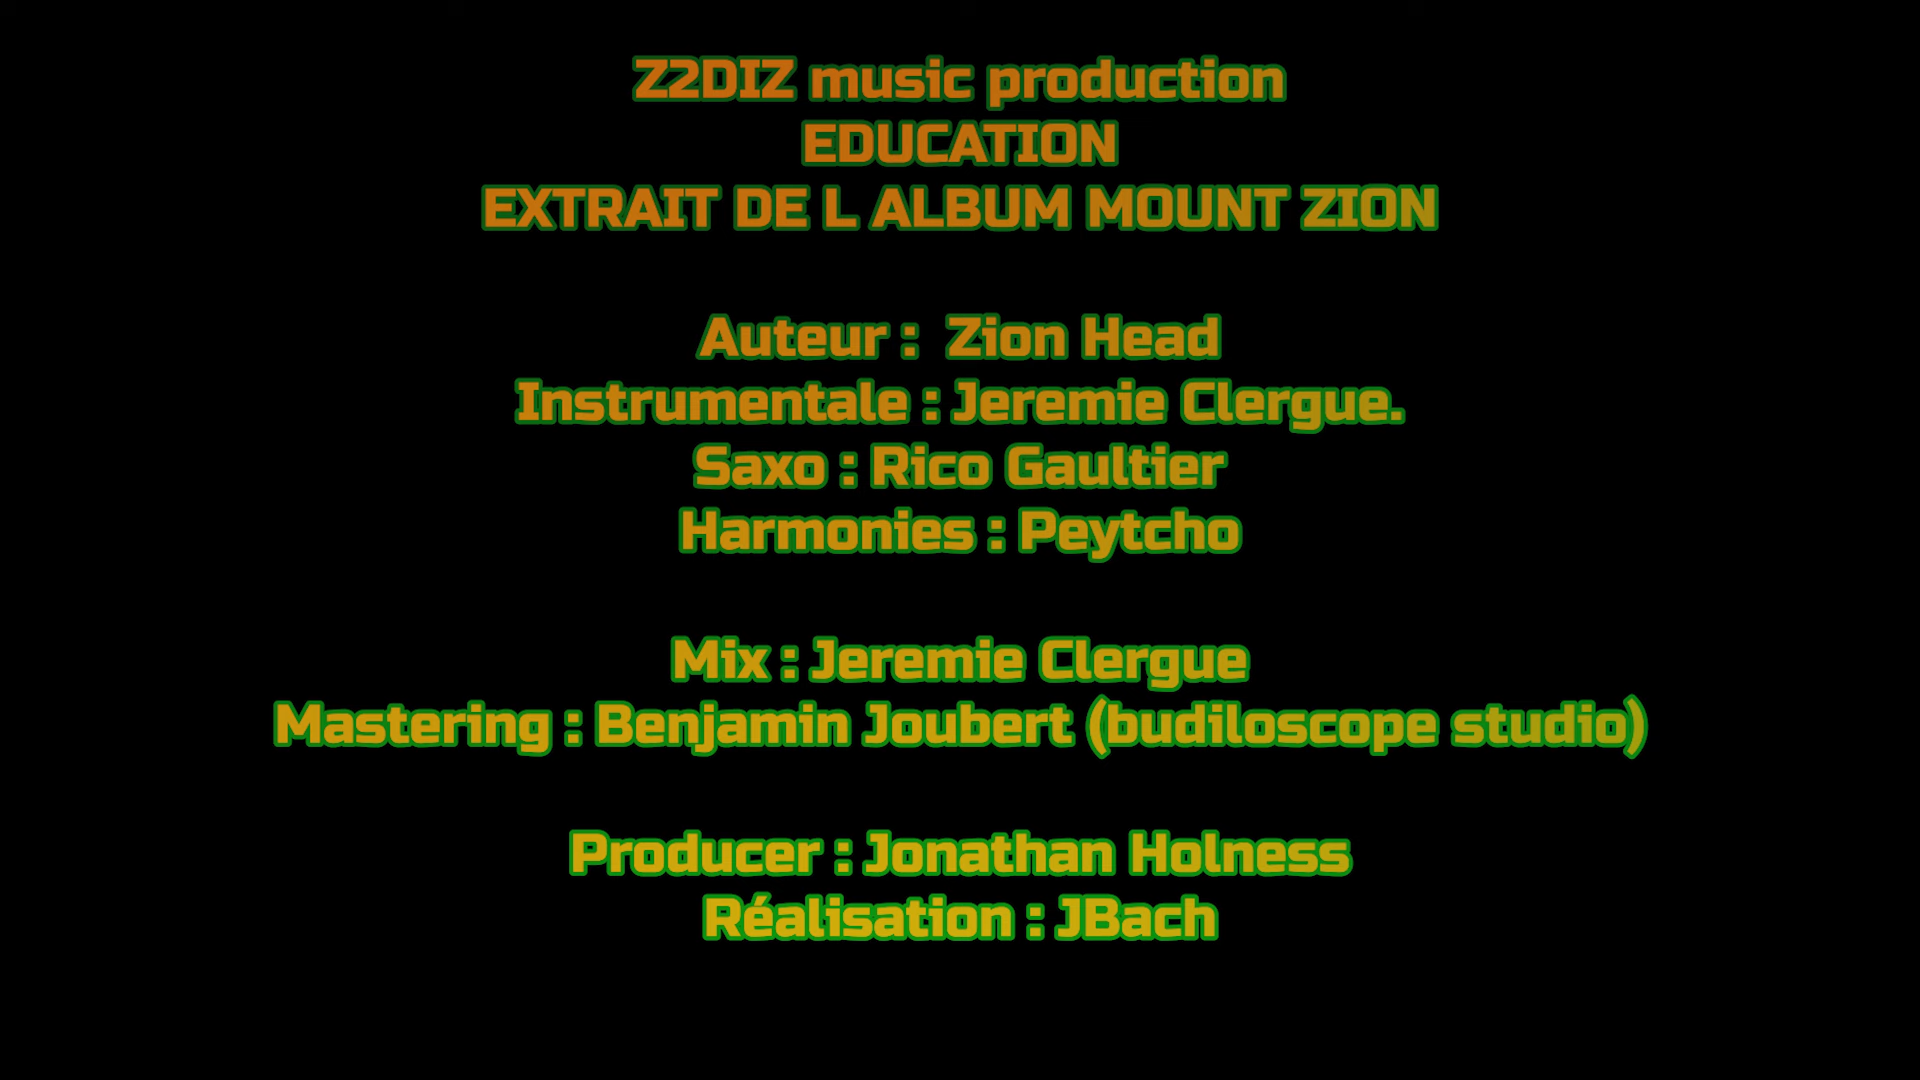 Z2DIZ music production
EDUCATION
EXTRAIT DE L ALBUM MOUNT ZION
Auteur :  Zion Head
Instrumentale : Jeremie Clergue.
Saxo : Rico Gaultier
Harmonies : Peytcho
Mix : Jeremie Clergue
Mastering : Benjamin Joubert (budiloscope studio)
Producer : Jonathan Holness
Réalisation : JBach